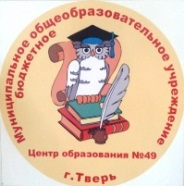 Муниципальное общеобразовательное учреждение
бюджетное
Центр образования №49
г.Тверь